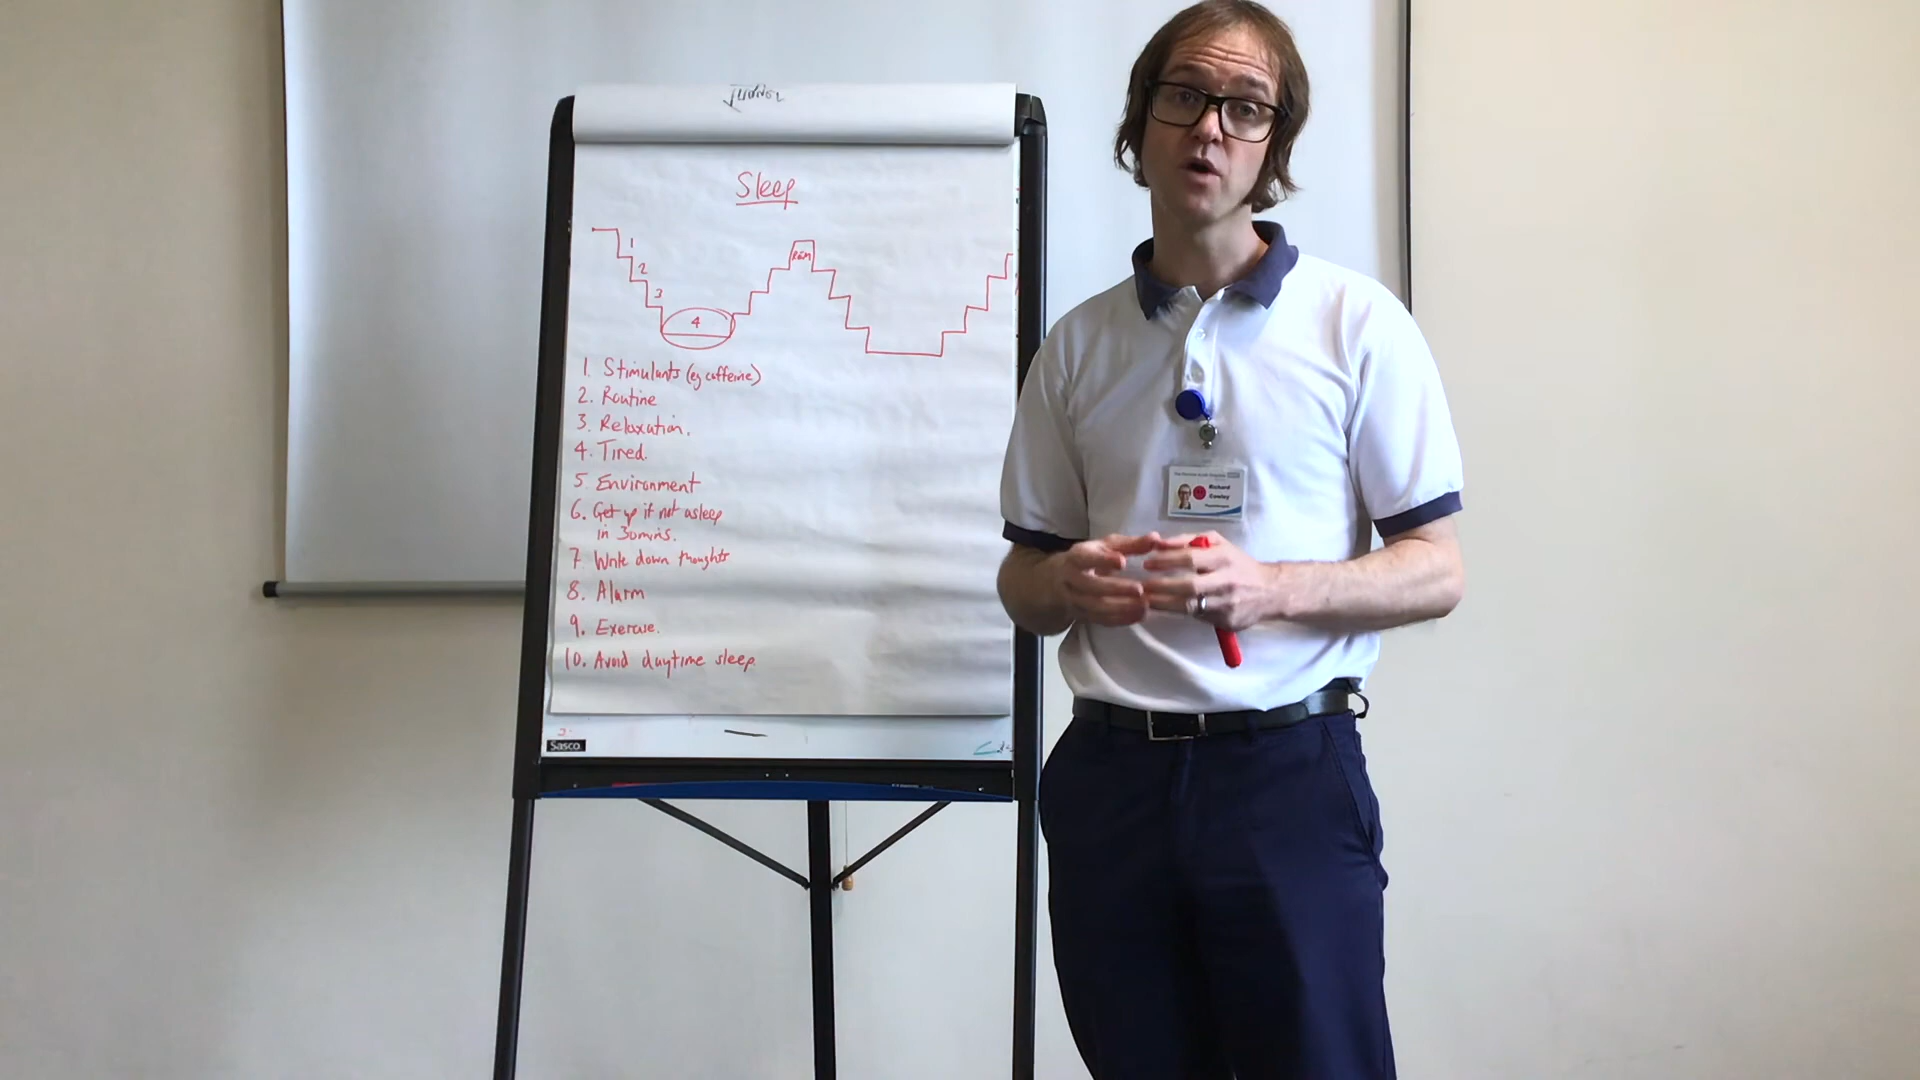 Sleep
1
2
3
4
REM
1. Stimulants (eg caffeine)
2. Routine
3. Relaxation.
4. Tired.
5. Environment
6. Get up if not asleep
in 30mins.
7. Write down thoughts
8. Alarm
9. Exercise.
10. Avoid daytime sleep
Sasco
Richard
Cowley